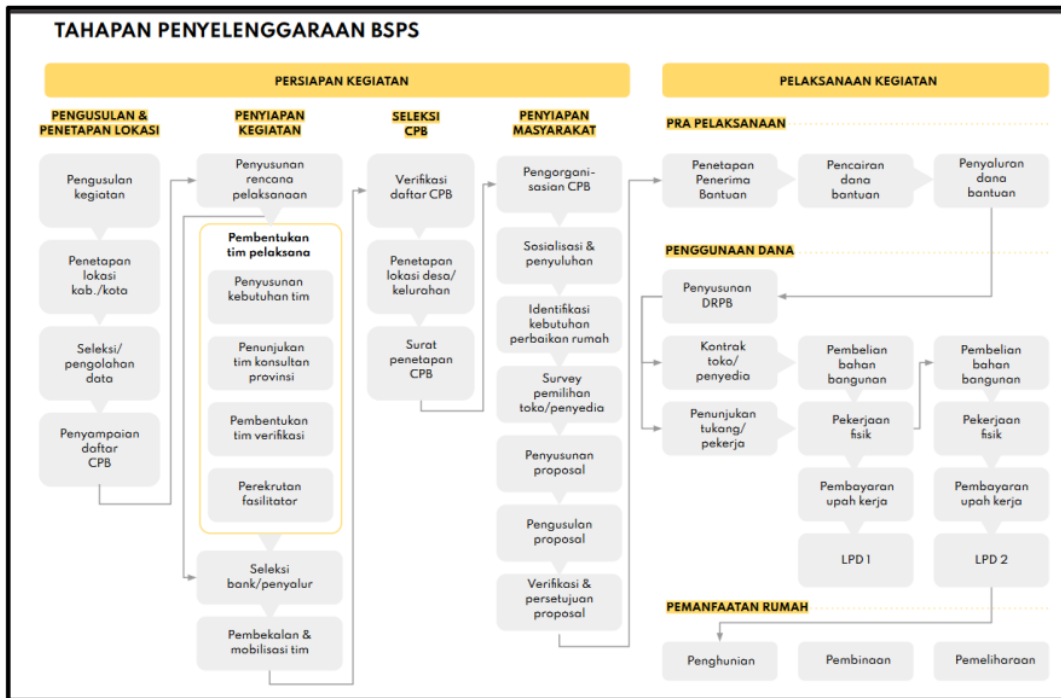 TAHAPAN PENYELENGGARAAN BSPS
PERSIAPAN KEGIATAN
PENGUSULAN &
PENETAPAN LOKASI
Pengusulan
kegiatan
Penetapan
lokasi
kab./kota
Seleksi/
pengolahan
data
Penyampaian
daftar
CPB
PENYIAPAN
KEGIATAN
Penyusunan
rencana
pelaksanaan
Pembentukan
tim pelaksana
Penyusunan
kebutuhan tim
Penunjukan
tim konsultan
provinsi
Pembentukan
tim verifikasi
Perekrutan
fasilitator
Seleksi
bank/penyalur
Pembekalan &
mobilisasi tim
SELEKSI
CPB
Verifikasi
daftar CPB
Penetapan
lokasi desa/
kelurahan
Surat
penetapan
CPB
PENYIAPAN
MASYARAKAT
Pengorgani-
sasian CPB
Sosialisasi &
penyuluhan
Identifikasi
kebutuhan
perbaikan rumah
Survey
pemilihan
toko/penyedia
Penyusunan
proposal
Pengusulan
proposal
Verifikasi &
persetujuan
proposal
PELAKSANAAN KEGIATAN
PRA PELAKSANAAN
Penetapan
Penerima
Bantuan
Pencairan
dana
bantuan
Penyaluran
dana
bantuan
PENGGUNAAN DANA
Penyusunan
DRPB
Kontrak
toko/
penyedia
Penunjukan
tukang/
pekerja
Pembelian
bahan
bangunan
Pekerjaan
fisik
Pembayaran
upah kerja
LPD 1
Pembelian
bahan
bangunan
Pekerjaan
fisik
Pembayaran
upah kerja
LPD 2
PEMANFAATAN RUMAH
Penghunian
Pembinaan
Pemeliharaan